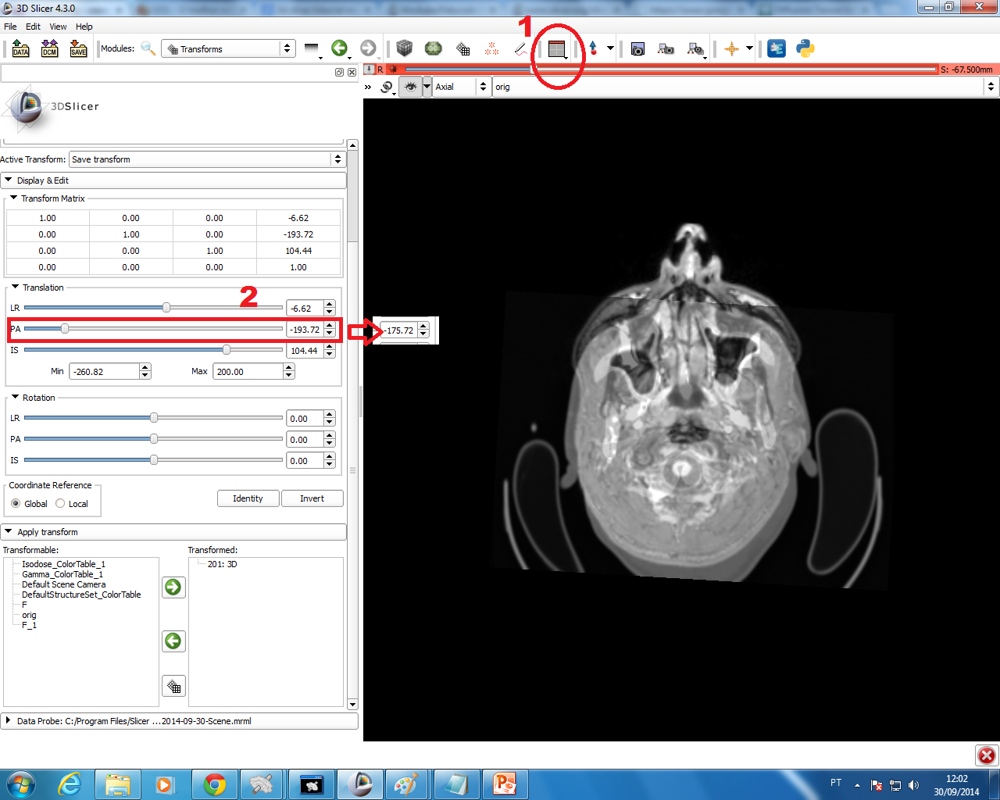 3D Slicer 4.3.0
File Edit View Help
1
DATA DCM SAVE Modules: Transforms
R S: -67.500mm
Axial orig
3DSlicer
Active Transform: Save transform
Display & Edit
Transform Matrix
1.00 0.00 0.00 -6.62
0.00 1.00 0.00 -193.72
0.00 0.00 1.00 104.44
0.00 0.00 0.00 1.00
Translation
2
LR -6.62
PA -193.72 -175.72
IS 104.44
Min -260.82 Max 200.00
Rotation
LR 0.00
PA 0.00
IS 0.00
Coordinate Reference
Global Local Identity Invert
Apply transform
Transformable: Transformed:
Isodose_ColorTable_1 201: 3D
Gamma_ColorTable_1
Default Scene Camera
DefaultStructureSet_ColorTable
F
orig
F_1
Data Probe: C:/Program Files/Slicer ...2014-09-30-Scene.mrml
PT 12:02
30/09/2014